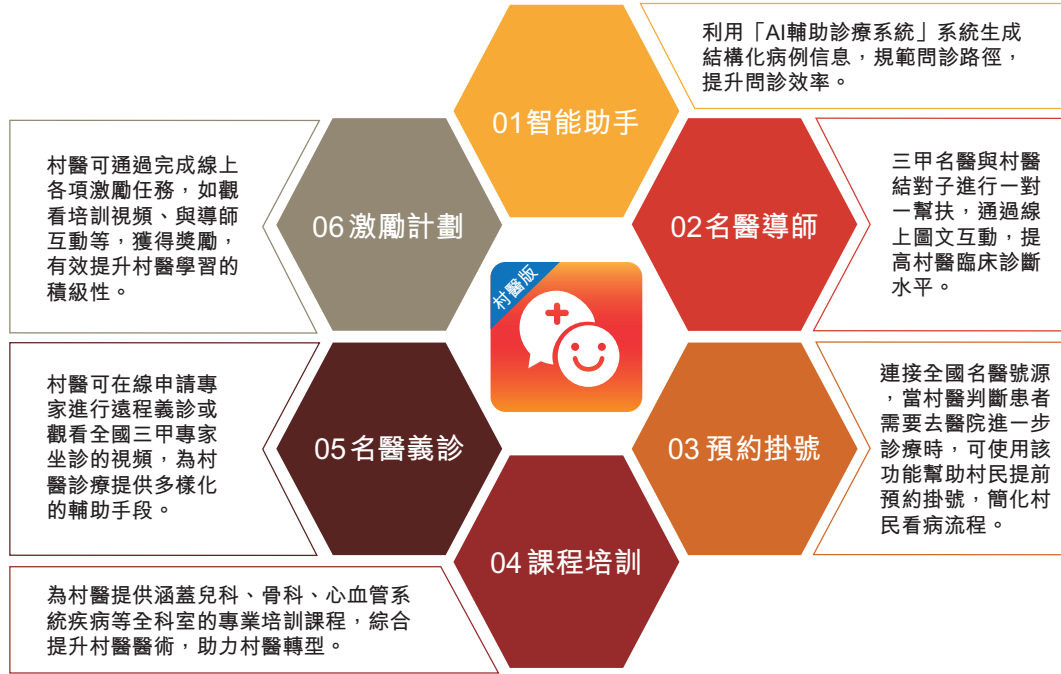 01智能助手
利用「AI輔助診療系統」系統生成
結構化病例信息，規範問診路徑，
提升問診效率。
02名醫導師
三甲名醫與村醫
結對子進行一對
一幫扶，通過線
上圖文互動，提
高村醫臨床診斷
水平。
03預約掛號
連接全國名醫號源
，當村醫判斷患者
需要去醫院進一步
診療時，可使用該
功能幫助村民提前
預約掛號，簡化村
民看病流程。
04課程培訓
為村醫提供涵蓋兒科、骨科、心血管系
統疾病等全科室的專業培訓課程，綜合
提升村醫醫術，助力村醫轉型。
05名醫義診
村醫可在線申請專
家進行遠程義診或
觀看全國三甲專家
坐診的視頻，為村
醫診療提供多樣化
的輔助手段。
06激勵計劃
村醫可通過完成線上
各項激勵任務，如觀
看培訓視頻、與導師
互動等，獲得獎勵，
有效提升村醫學習的
積級性。
村醫版